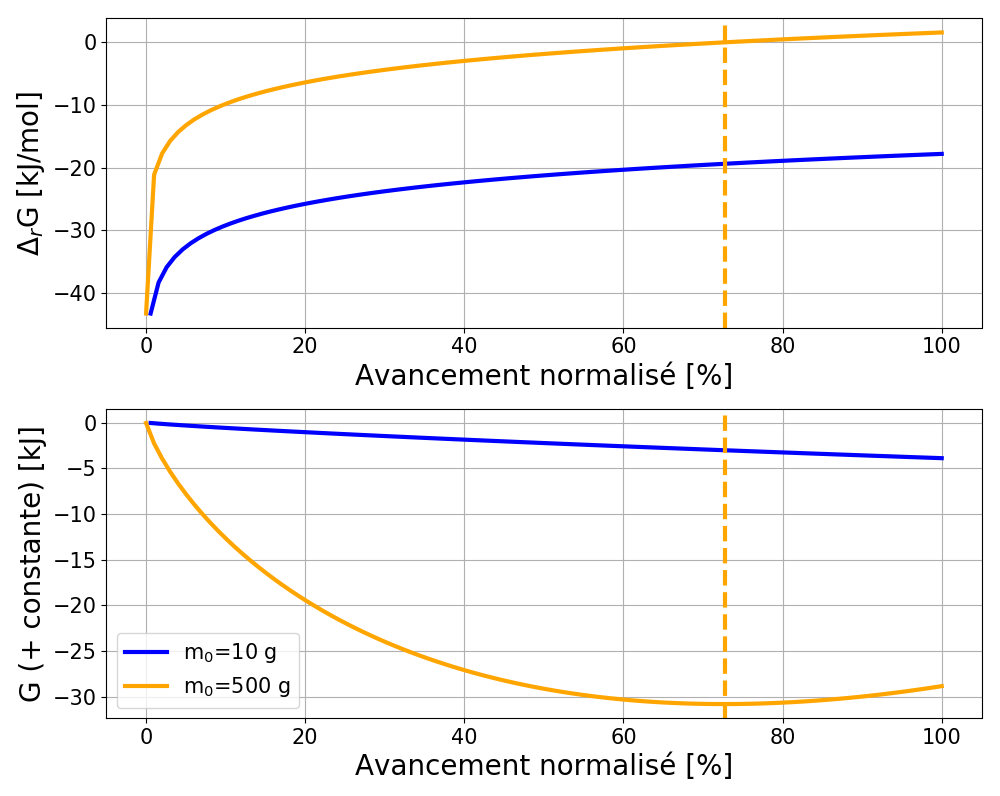 0
−10
−20
−30
−40
Δ_rG [kJ/mol]
0 20 40 60 80 100
Avancement normalisé [%]
0
−5
−10
−15
−20
−25
−30
G (+ constante) [kJ]
m₀=10 g
m₀=500 g
0 20 40 60 80 100
Avancement normalisé [%]